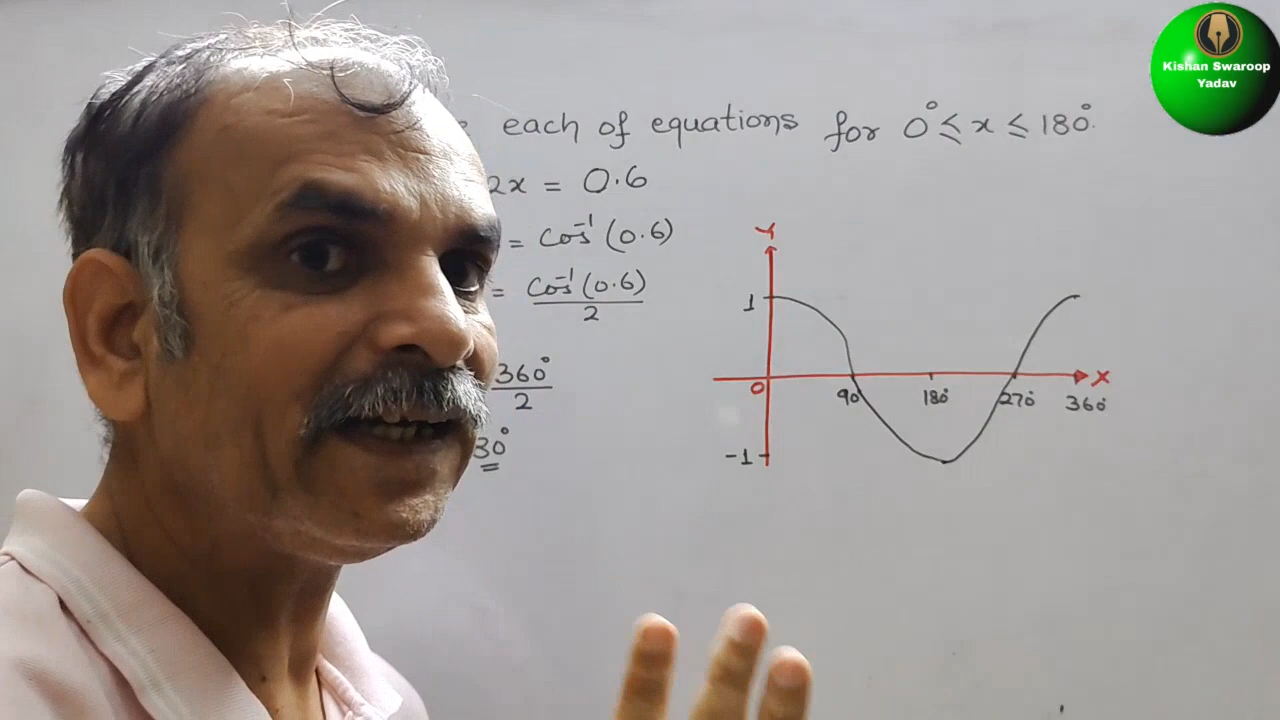 each of equations for 0° ≤ x ≤ 180°.
2x = 0.6
= cos⁻¹(0.6)
= cos⁻¹(0.6)
2
360°
2
30°
Y
1
0
90°
180°
270°
360°
X
-1
Kishan Swaroop
Yadav